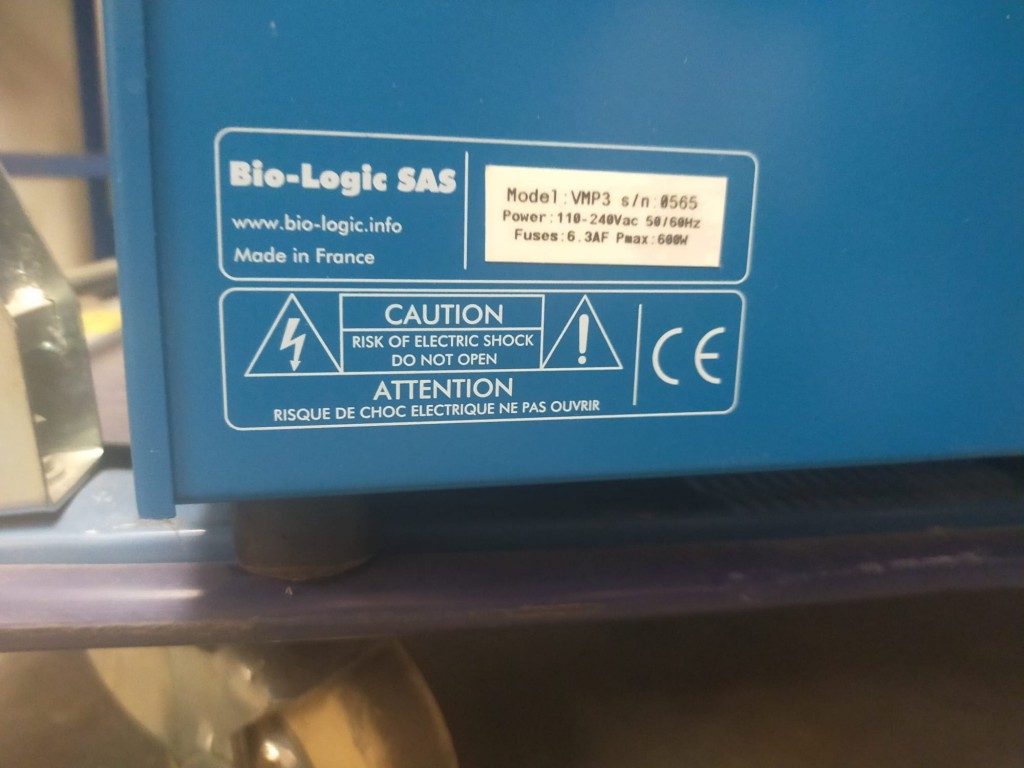 Bio-Logic SAS
www.bio-logic.info
Made in France
Model:VMP3 s/n:0565
Power:110-240Vac 50/60Hz
Fuses:6.3AF Pmax:600W
CAUTION
RISK OF ELECTRIC SHOCK
DO NOT OPEN
ATTENTION
RISQUE DE CHOC ELECTRIQUE NE PAS OUVRIR
CE